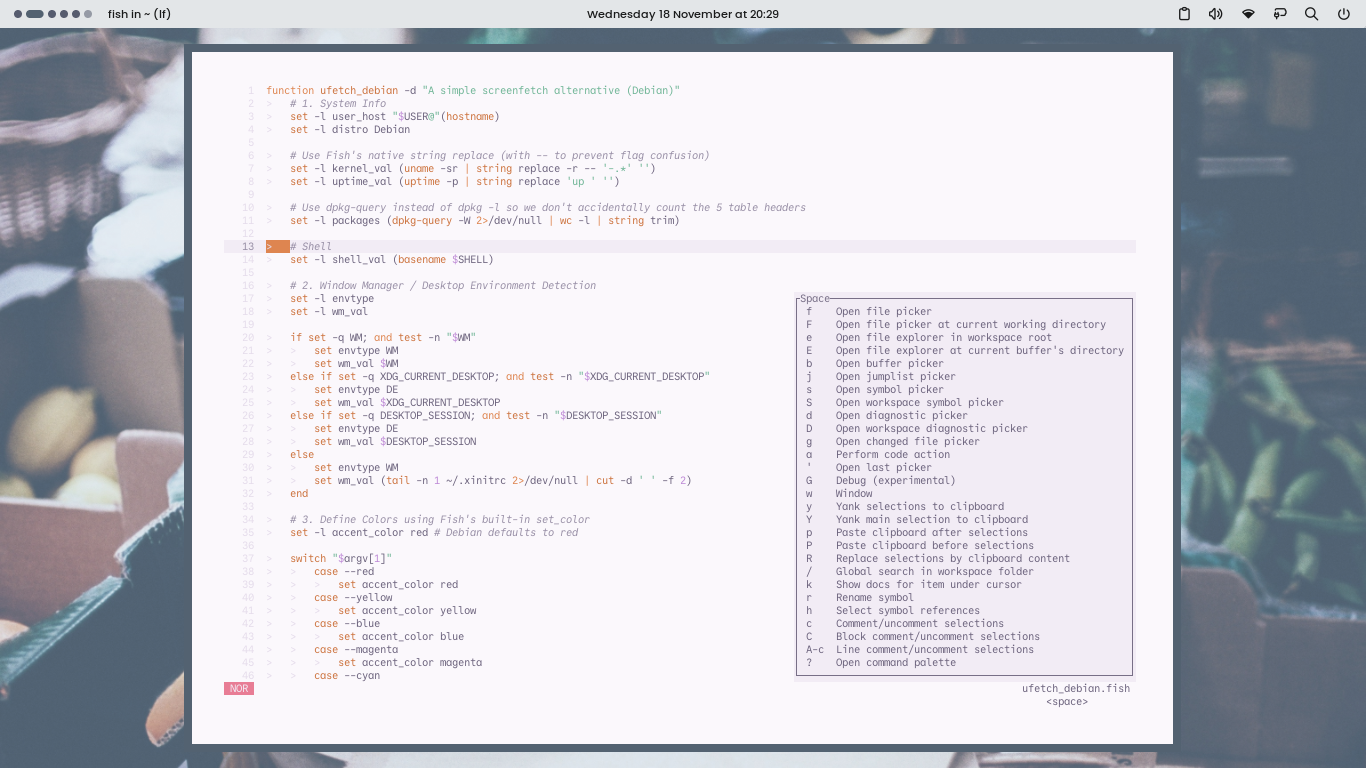 fish in ~ (lf)
Wednesday 18 November at 20:29
1 function ufetch_debian -d "A simple screenfetch alternative (Debian)"
2 > # 1. System Info
3 > set -l user_host "$USER@"(hostname)
4 > set -l distro Debian
5
6 > # Use Fish's native string replace (with -- to prevent flag confusion)
7 > set -l kernel_val (uname -sr | string replace -r -- '-.*' '')
8 > set -l uptime_val (uptime -p | string replace 'up ' '')
9
10 > # Use dpkg-query instead of dpkg -l so we don't accidentally count the 5 table headers
11 > set -l packages (dpkg-query -W 2>/dev/null | wc -l | string trim)
12
13 > # Shell
14 > set -l shell_val (basename $SHELL)
15
16 > # 2. Window Manager / Desktop Environment Detection
17 > set -l envtype
18 > set -l wm_val
19
20 > if set -q WM; and test -n "$WM"
21 > > set envtype WM
22 > > set wm_val $WM
23 > else if set -q XDG_CURRENT_DESKTOP; and test -n "$XDG_CURRENT_DESKTOP"
24 > > set envtype DE
25 > > set wm_val $XDG_CURRENT_DESKTOP
26 > else if set -q DESKTOP_SESSION; and test -n "$DESKTOP_SESSION"
27 > > set envtype DE
28 > > set wm_val $DESKTOP_SESSION
29 > else
30 > > set envtype WM
31 > > set wm_val (tail -n 1 ~/.xinitrc 2>/dev/null | cut -d ' ' -f 2)
32 > end
33
34 > # 3. Define Colors using Fish's built-in set_color
35 > set -l accent_color red # Debian defaults to red
36
37 > switch "$argv[1]"
38 > > case --red
39 > > > set accent_color red
40 > > case --yellow
41 > > > set accent_color yellow
42 > > case --blue
43 > > > set accent_color blue
44 > > case --magenta
45 > > > set accent_color magenta
46 > > case --cyan
Space
f Open file picker
F Open file picker at current working directory
e Open file explorer in workspace root
E Open file explorer at current buffer's directory
b Open buffer picker
j Open jumplist picker
s Open symbol picker
S Open workspace symbol picker
d Open diagnostic picker
D Open workspace diagnostic picker
g Open changed file picker
a Perform code action
' Open last picker
G Debug (experimental)
w Window
y Yank selections to clipboard
Y Yank main selection to clipboard
p Paste clipboard after selections
P Paste clipboard before selections
R Replace selections by clipboard content
/ Global search in workspace folder
k Show docs for item under cursor
r Rename symbol
h Select symbol references
c Comment/uncomment selections
C Block comment/uncomment selections
A-c Line comment/uncomment selections
? Open command palette
NOR
ufetch_debian.fish
<space>